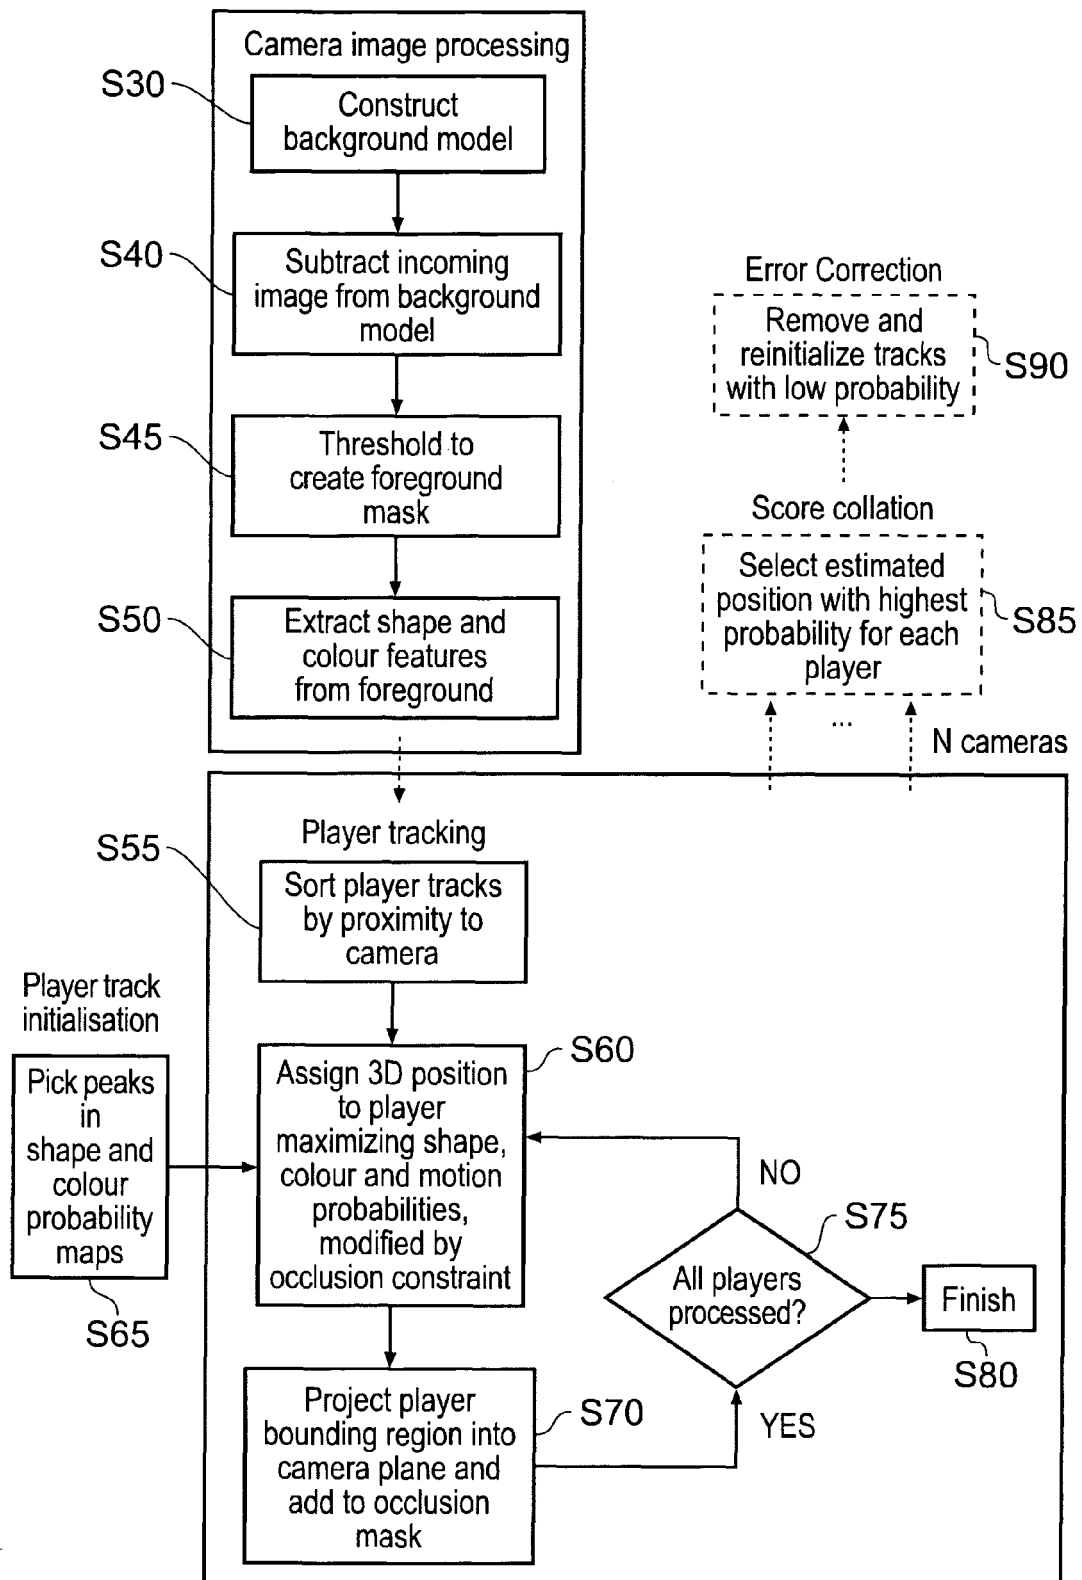 Camera image processing
S30
Construct
background model
S40
Subtract incoming
image from background
model
S45
Threshold to
create foreground
mask
S50
Extract shape and
colour features
from foreground
Error Correction
Remove and
reinitialize tracks
with low probability
S90
Score collation
Select estimated
position with highest
probability for each
player
S85
...
N cameras
Player tracking
S55
Sort player tracks
by proximity to
camera
Player track
initialisation
Pick peaks
in
shape and
colour
probability
maps
S65
S60
Assign 3D position
to player
maximizing shape,
colour and motion
probabilities,
modified by
occlusion constraint
NO
S75
All players
processed?
Finish
S80
YES
S70
Project player
bounding region into
camera plane and
add to occlusion
mask